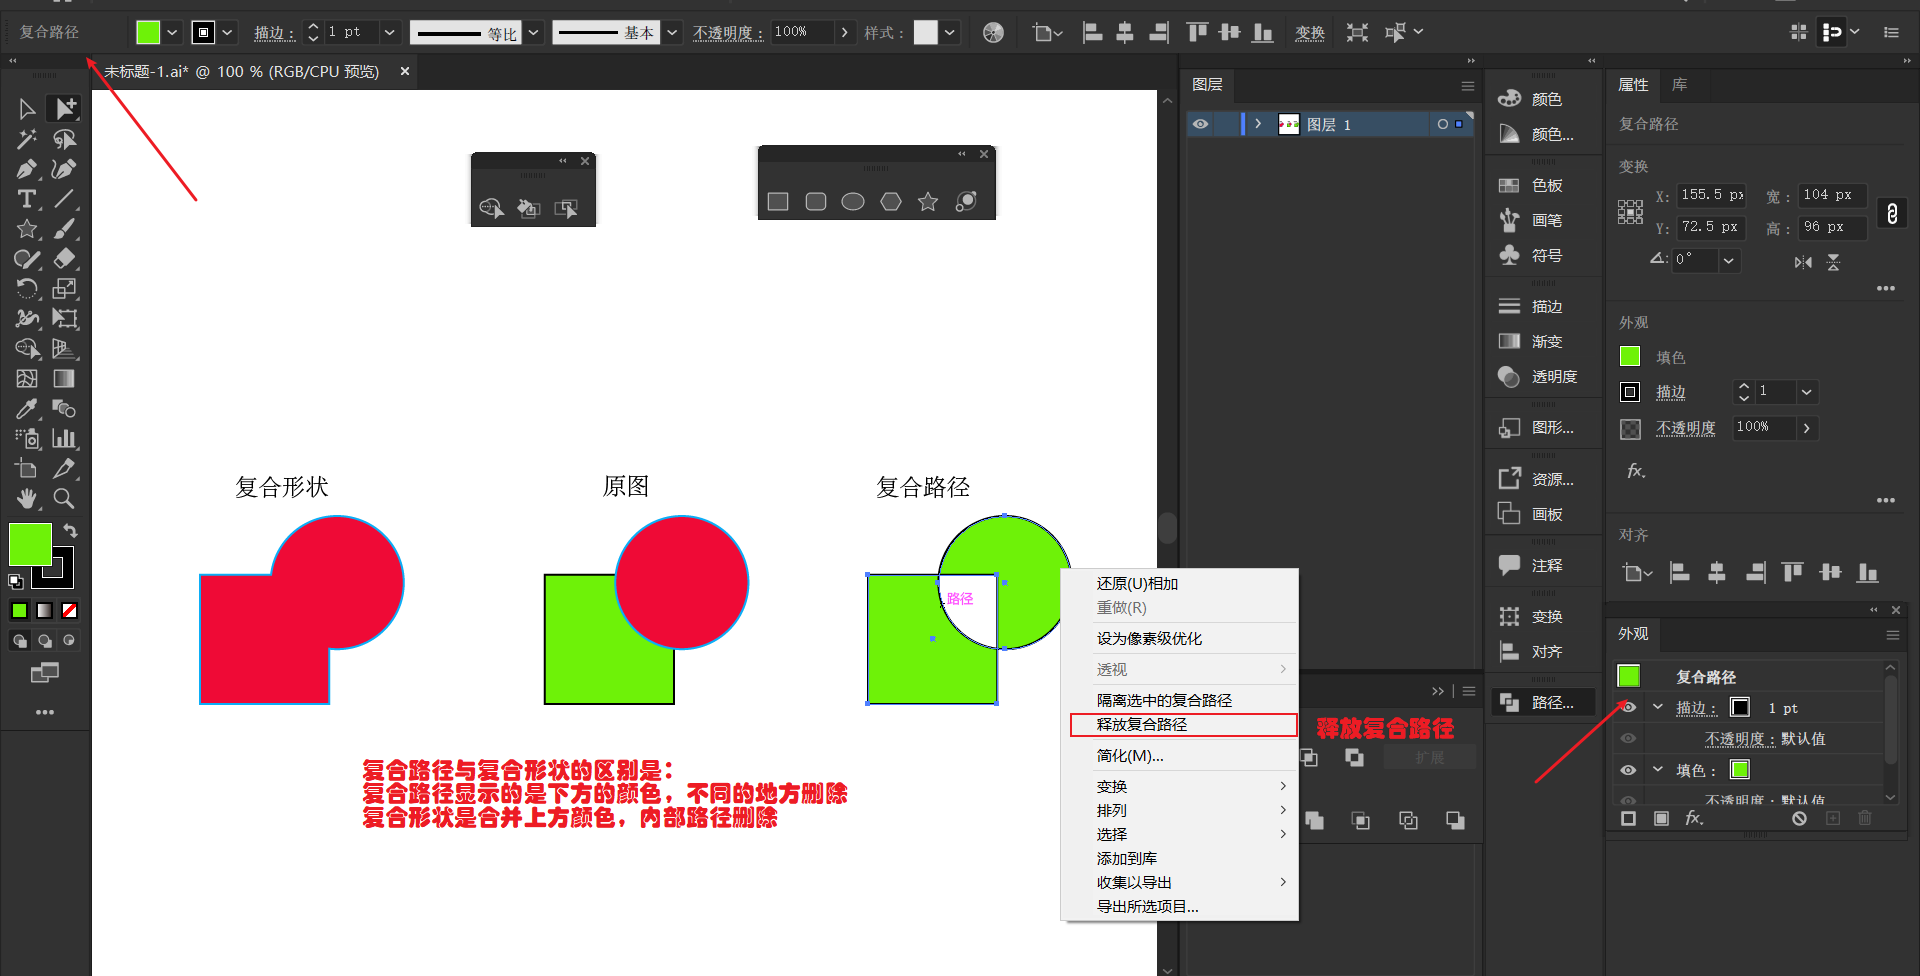 复合路径
描边：
1 pt
等比
基本
不透明度：
100%
样式：
变换
未标题-1.ai* @ 100 % (RGB/CPU 预览)
复合形状
原图
复合路径
路径
复合路径与复合形状的区别是：
复合路径显示的是下方的颜色，不同的地方删除
复合形状是合并上方颜色，内部路径删除
还原(U)相加
重做(R)
设为像素级优化
透视
隔离选中的复合路径
释放复合路径
简化(M)...
变换
排列
选择
添加到库
收集以导出
导出所选项目...
释放复合路径
扩展
图层
图层 1
颜色
颜色...
色板
画笔
符号
描边
渐变
透明度
图形...
资源...
画板
注释
变换
对齐
路径...
属性
库
复合路径
变换
X:
155.5 px
宽：
104 px
Y:
72.5 px
高：
96 px
0°
外观
填色
描边
1
不透明度
100%
fx.
对齐
外观
复合路径
描边：
1 pt
不透明度：默认值
填色：
不透明度：默认值
fx.